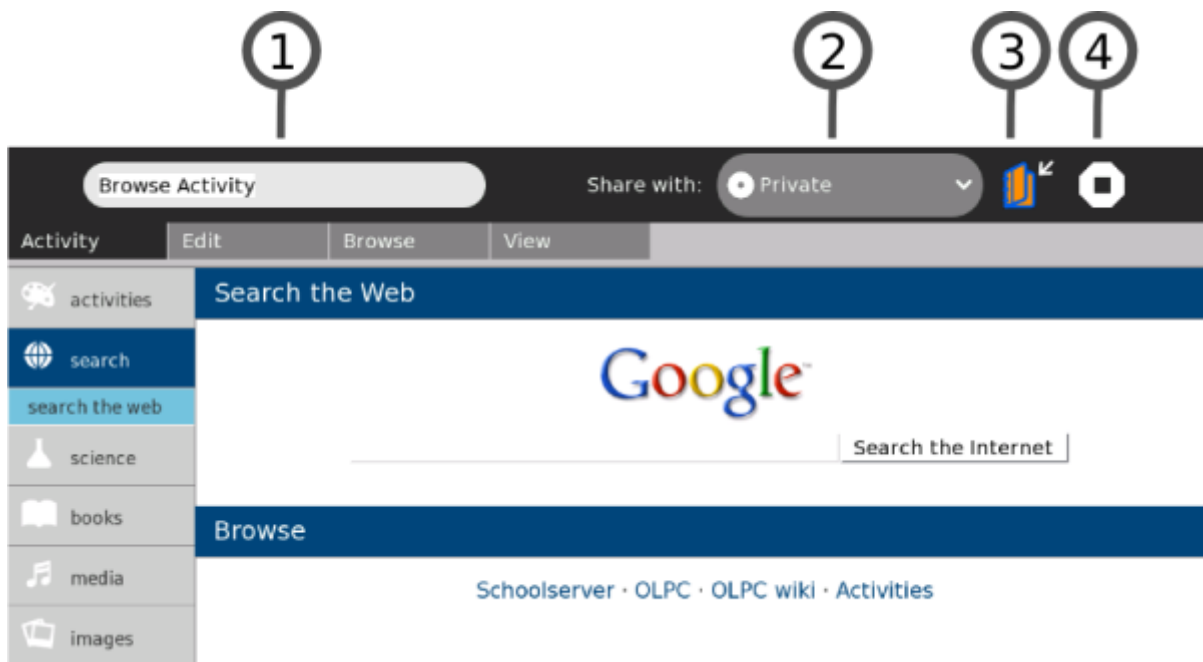 1 2 3 4
Browse Activity Share with: Private
Activity Edit Browse View
activities
search
search the web
science
books
media
images
Search the Web
Google™
Search the Internet
Browse
Schoolserver · OLPC · OLPC wiki · Activities